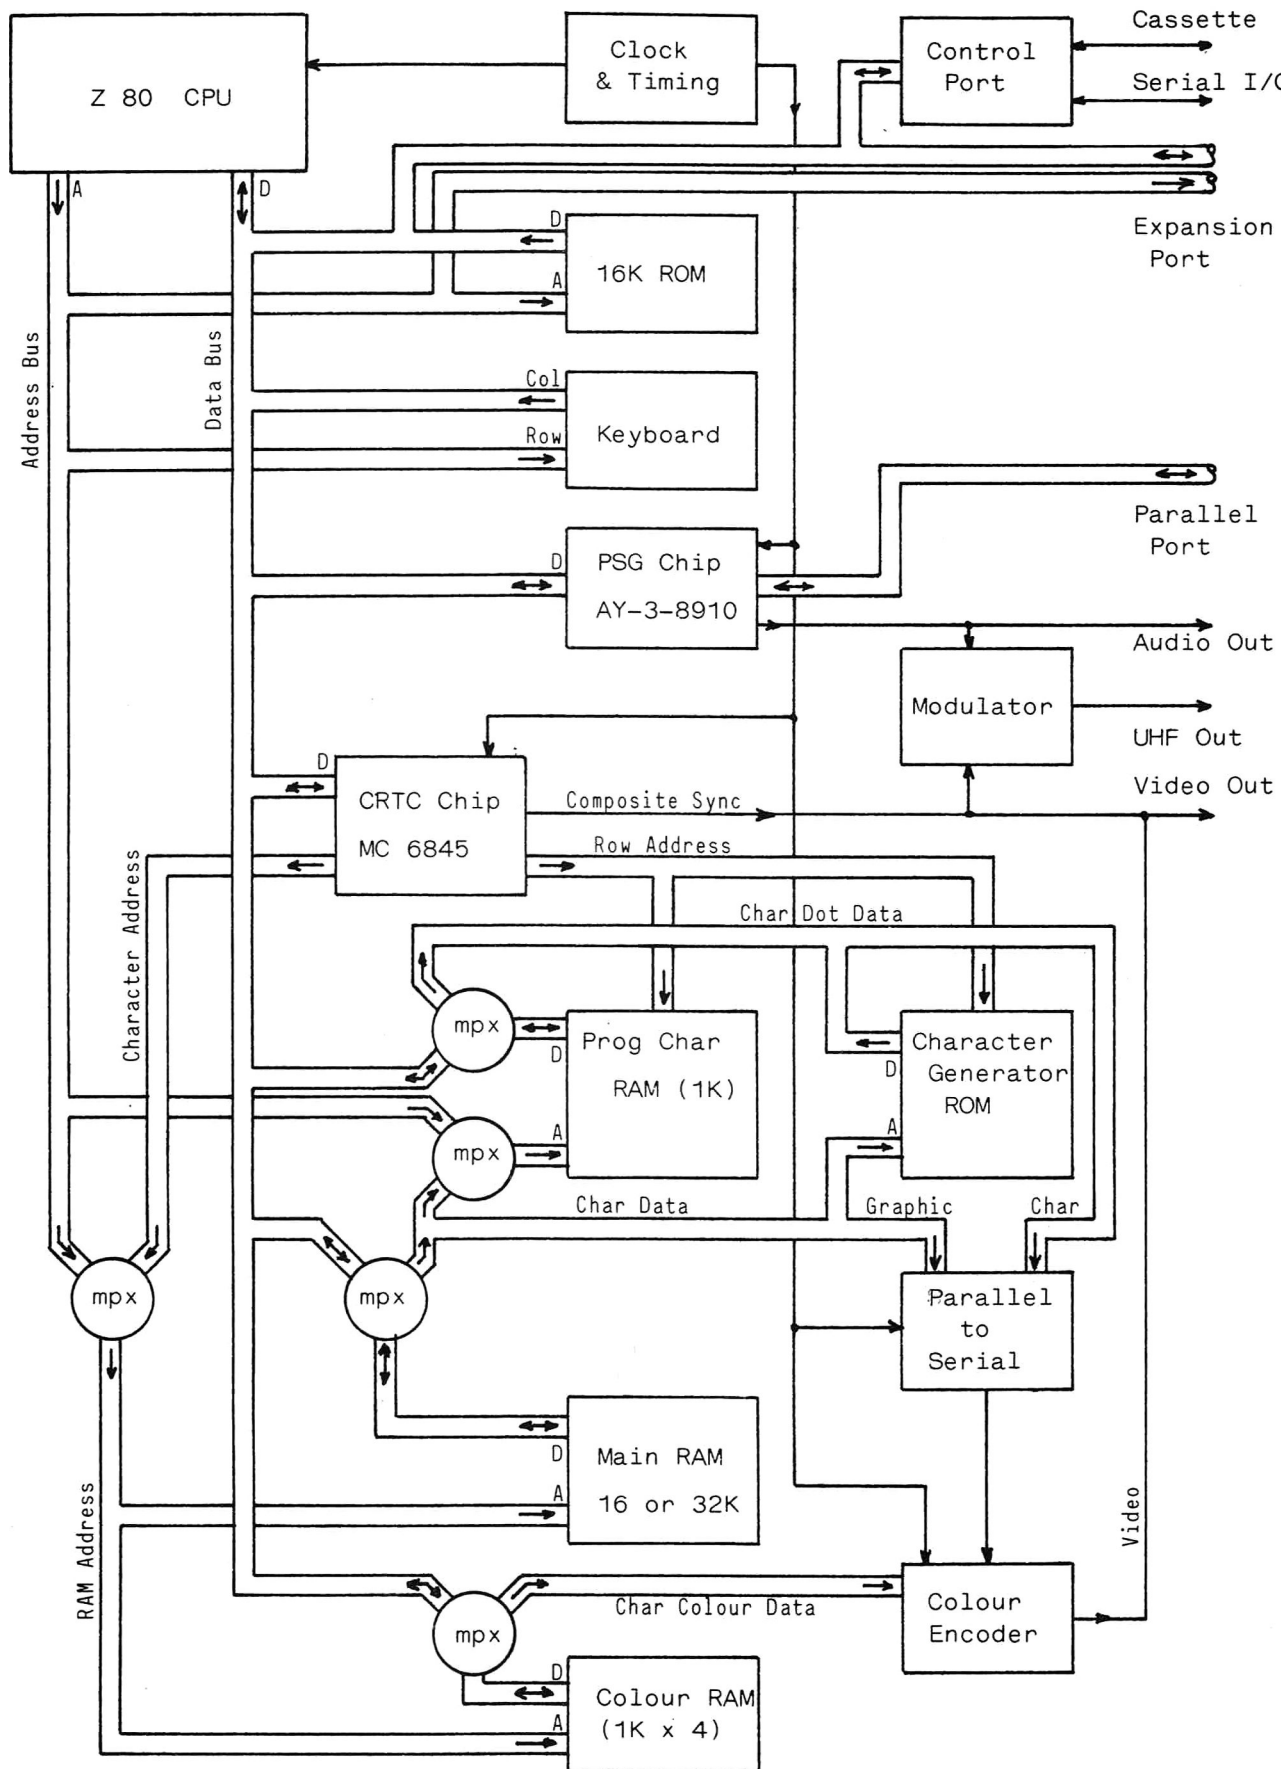 Cassette
Clock
& Timing
Control
Port
Z 80 CPU
Serial I/O
A
D
D
Expansion
Port
16K ROM
A
Address Bus
Data Bus
Col
Row
Keyboard
Parallel
Port
D
PSG Chip
AY-3-8910
Audio Out
Modulator
UHF Out
D
CRTC Chip
MC 6845
Composite Sync
Video Out
Row Address
Character Address
Char Dot Data
mpx
D
Prog Char
RAM (1K)
Character
Generator
ROM
D
A
mpx
A
Char Data
Graphic
Char
mpx
mpx
Parallel
to
Serial
D
Main RAM
16 or 32K
A
RAM Address
Video
Char Colour Data
Colour
Encoder
mpx
D
Colour RAM
(1K x 4)
A